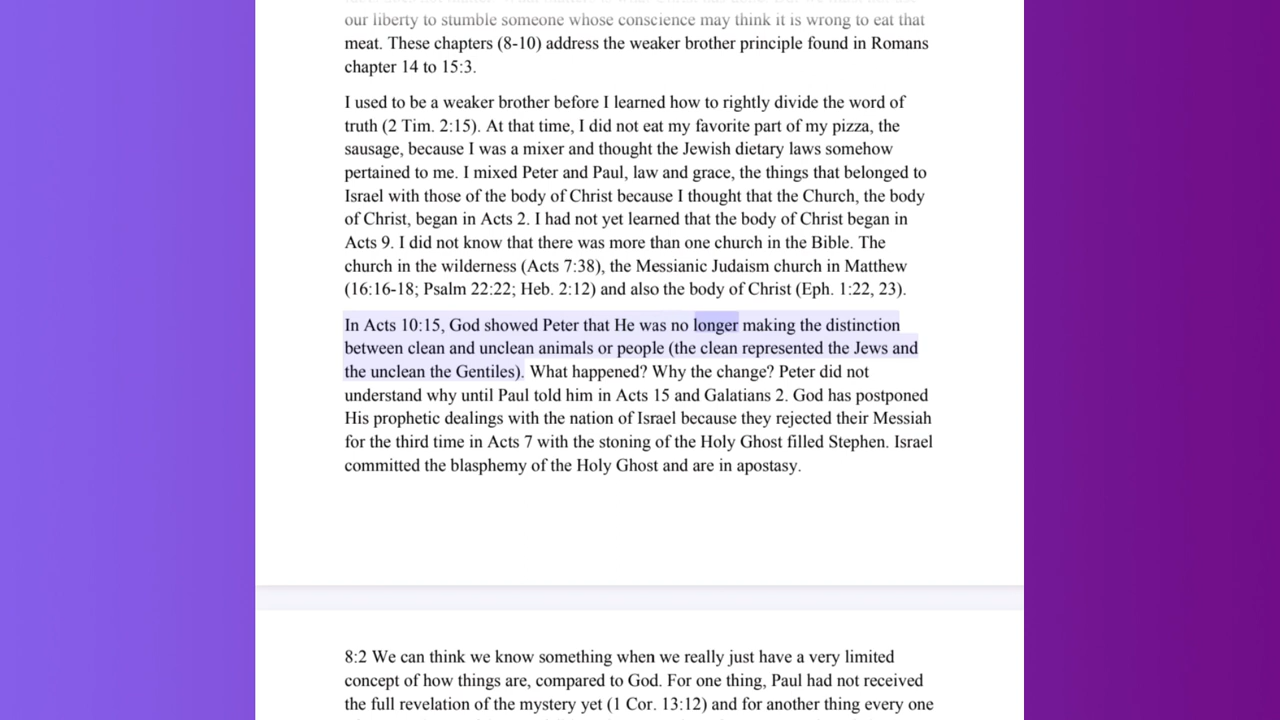 our liberty to stumble someone whose conscience may think it is wrong to eat that
meat. These chapters (8-10) address the weaker brother principle found in Romans
chapter 14 to 15:3.
I used to be a weaker brother before I learned how to rightly divide the word of
truth (2 Tim. 2:15). At that time, I did not eat my favorite part of my pizza, the
sausage, because I was a mixer and thought the Jewish dietary laws somehow
pertained to me. I mixed Peter and Paul, law and grace, the things that belonged to
Israel with those of the body of Christ because I thought that the Church, the body
of Christ, began in Acts 2. I had not yet learned that the body of Christ began in
Acts 9. I did not know that there was more than one church in the Bible. The
church in the wilderness (Acts 7:38), the Messianic Judaism church in Matthew
(16:16-18; Psalm 22:22; Heb. 2:12) and also the body of Christ (Eph. 1:22, 23).
In Acts 10:15, God showed Peter that He was no longer making the distinction
between clean and unclean animals or people (the clean represented the Jews and
the unclean the Gentiles). What happened? Why the change? Peter did not
understand why until Paul told him in Acts 15 and Galatians 2. God has postponed
His prophetic dealings with the nation of Israel because they rejected their Messiah
for the third time in Acts 7 with the stoning of the Holy Ghost filled Stephen. Israel
committed the blasphemy of the Holy Ghost and are in apostasy.
8:2 We can think we know something when we really just have a very limited
concept of how things are, compared to God. For one thing, Paul had not received
the full revelation of the mystery yet (1 Cor. 13:12) and for another thing every one